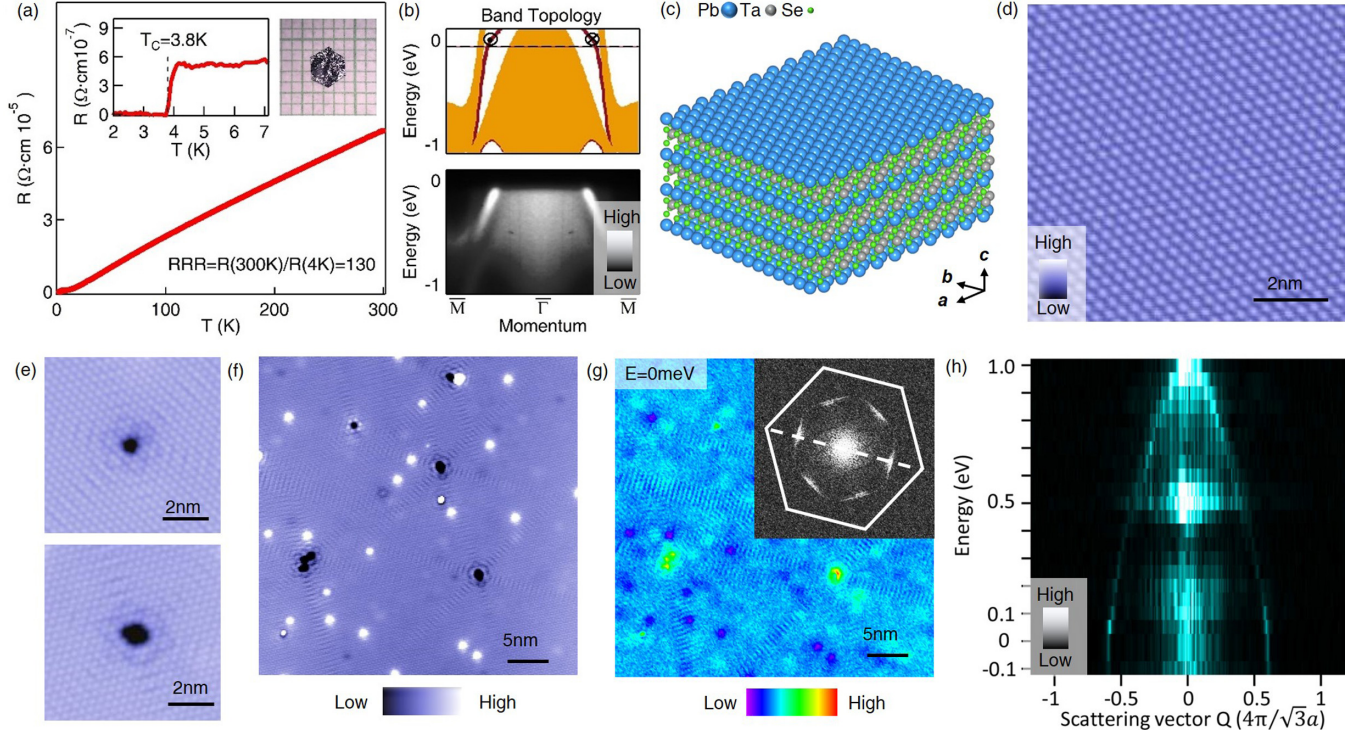 (a)
R (Ω·cm 10⁻⁷)
9
6
3
0
T_C=3.8K
2 3 4 5 6 7
T (K)
R (Ω·cm 10⁻⁵)
6
3
0
RRR=R(300K)/R(4K)=130
0 100 200 300
T (K)
(b)
Band Topology
Energy (eV)
0
-1
Energy (eV)
0
-1
High
Low
M̅ Γ̅ M̅
Momentum
(c)
Pb Ta Se
c
b
a
(d)
High
Low
2nm
(e)
2nm
2nm
(f)
5nm
Low High
(g)
E=0meV
5nm
Low High
(h)
Energy (eV)
1.0
0.5
0.1
0
-0.1
High
Low
-1 -0.5 0 0.5 1
Scattering vector Q (4π/√3a)